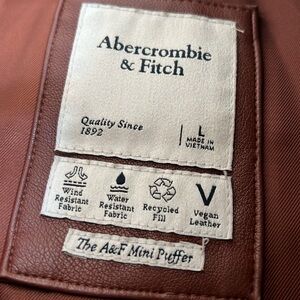 Abercrombie
& Fitch
Quality Since
1892
L
MADE IN
VIETNAM
Wind
Resistant
Fabric
Water
Resistant
Fabric
Recycled
Fill
V
Vegan
Leather
The A&F Mini Puffer